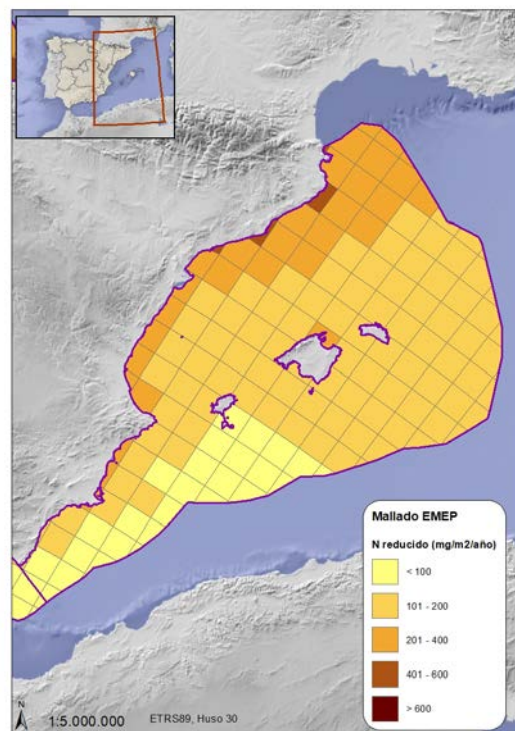 Mallado EMEP
N reducido (mg/m2/año)
< 100
101 - 200
201 - 400
401 - 600
> 600
N
1:5.000.000
ETRS89, Huso 30